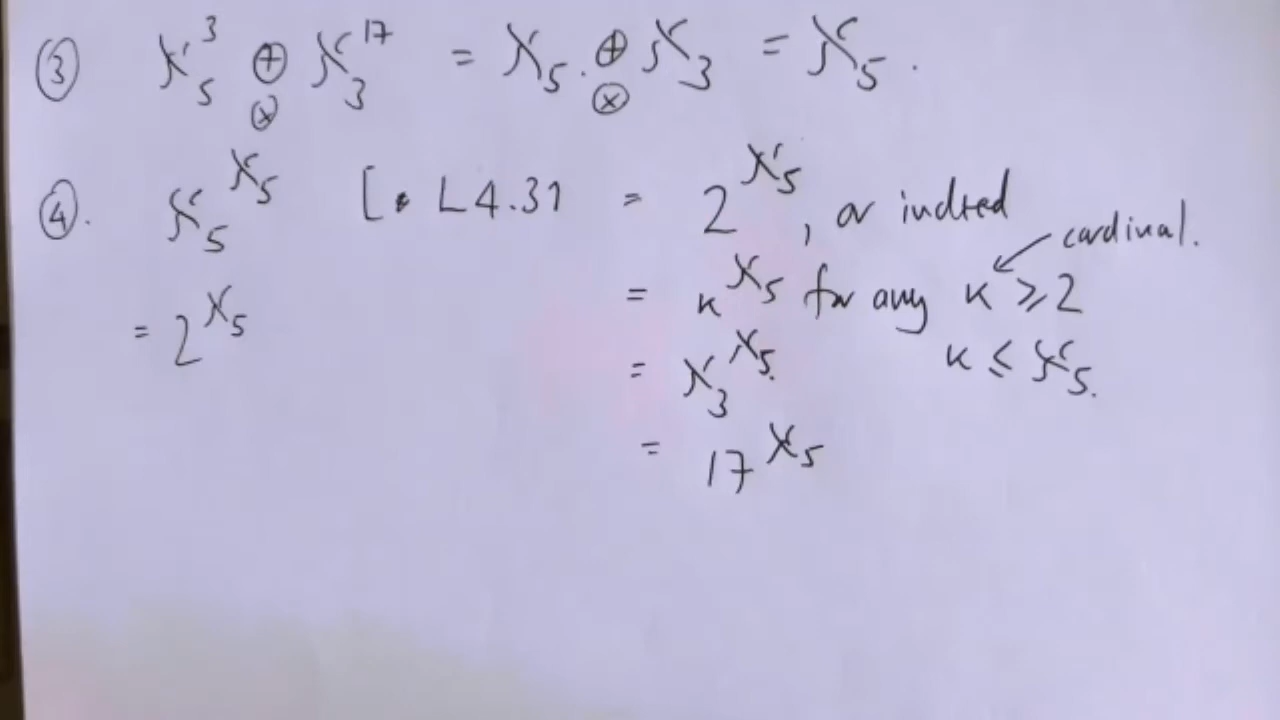 ③ ℵ₅³ ⊕ ℵ₃¹⁷ = ℵ₅ . ⊕ ℵ₃ = ℵ₅ .
⊗ ⊗
④. ℵ₅^ℵ₅ [• L4.31 = 2^ℵ₅ , or indeed
cardinal.
= 2^ℵ₅ = κ^ℵ₅ for any κ ⩾ 2
κ ≤ ℵ₅.
= ℵ₃^ℵ₅.
= 17^ℵ₅